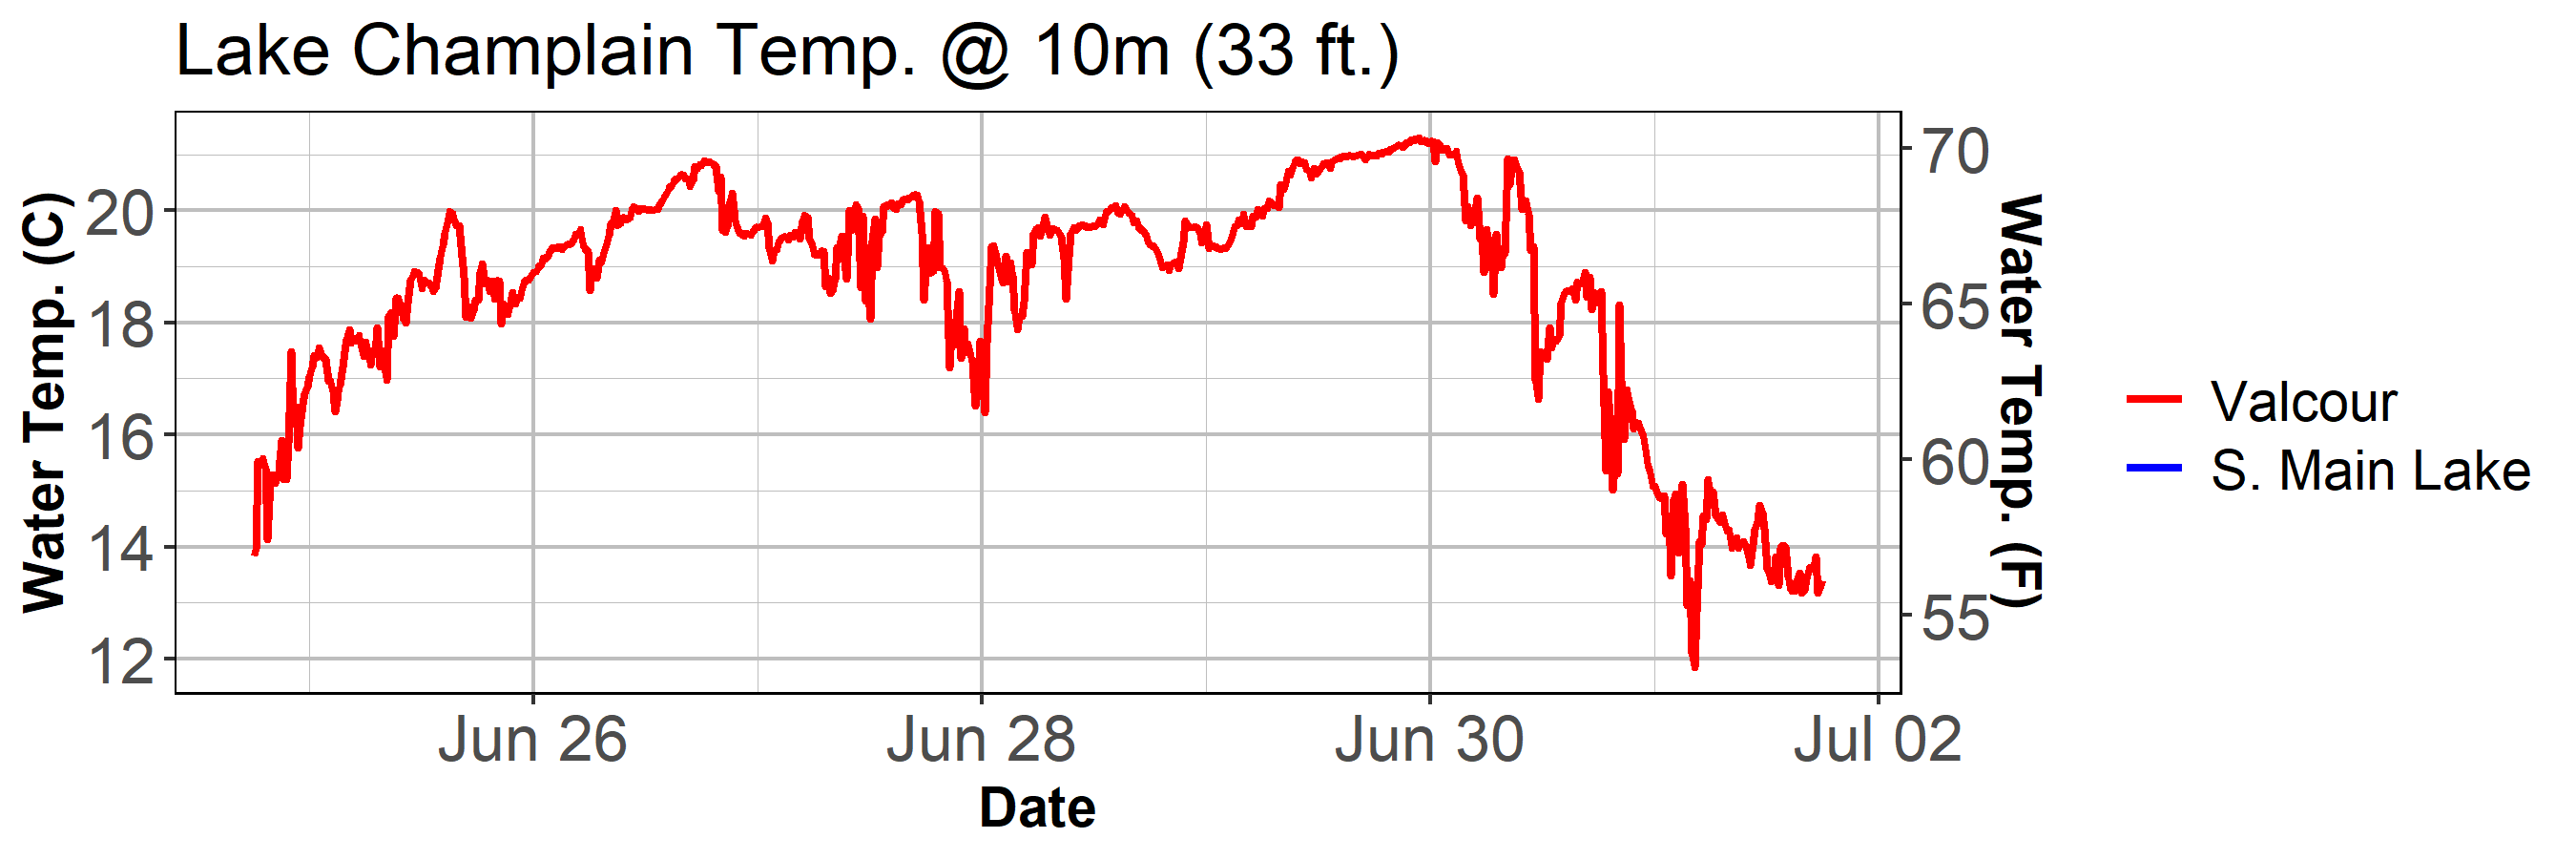 Lake Champlain Temp. @ 10m (33 ft.)
Water Temp. (C)
20
18
16
14
12
70
65
60
55
Water Temp. (F)
Jun 26
Jun 28
Jun 30
Jul 02
Date
Valcour
S. Main Lake